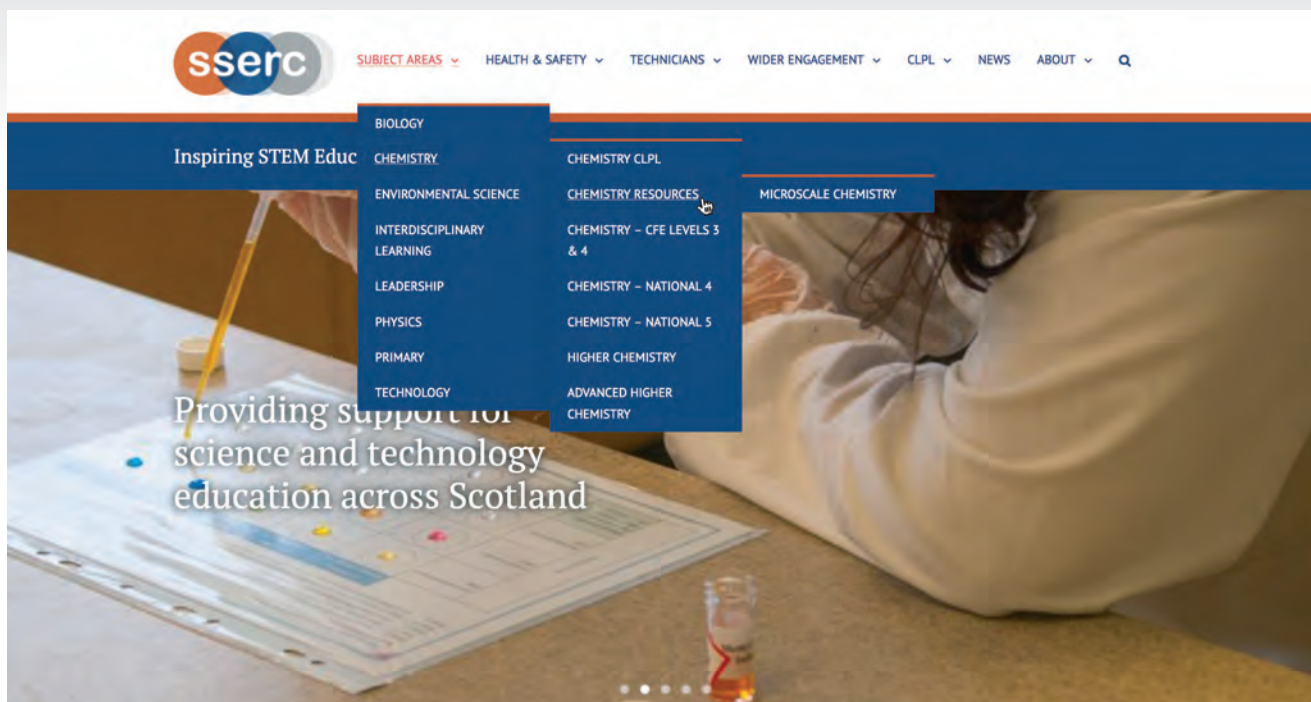 sserc
SUBJECT AREAS
HEALTH & SAFETY
TECHNICIANS
WIDER ENGAGEMENT
CLPL
NEWS
ABOUT
Inspiring STEM Educ
BIOLOGY
CHEMISTRY
ENVIRONMENTAL SCIENCE
INTERDISCIPLINARY
LEARNING
LEADERSHIP
PHYSICS
PRIMARY
TECHNOLOGY
CHEMISTRY CLPL
CHEMISTRY RESOURCES
CHEMISTRY – CFE LEVELS 3
& 4
CHEMISTRY – NATIONAL 4
CHEMISTRY – NATIONAL 5
HIGHER CHEMISTRY
ADVANCED HIGHER
CHEMISTRY
MICROSCALE CHEMISTRY
Providing support for
science and technology
education across Scotland